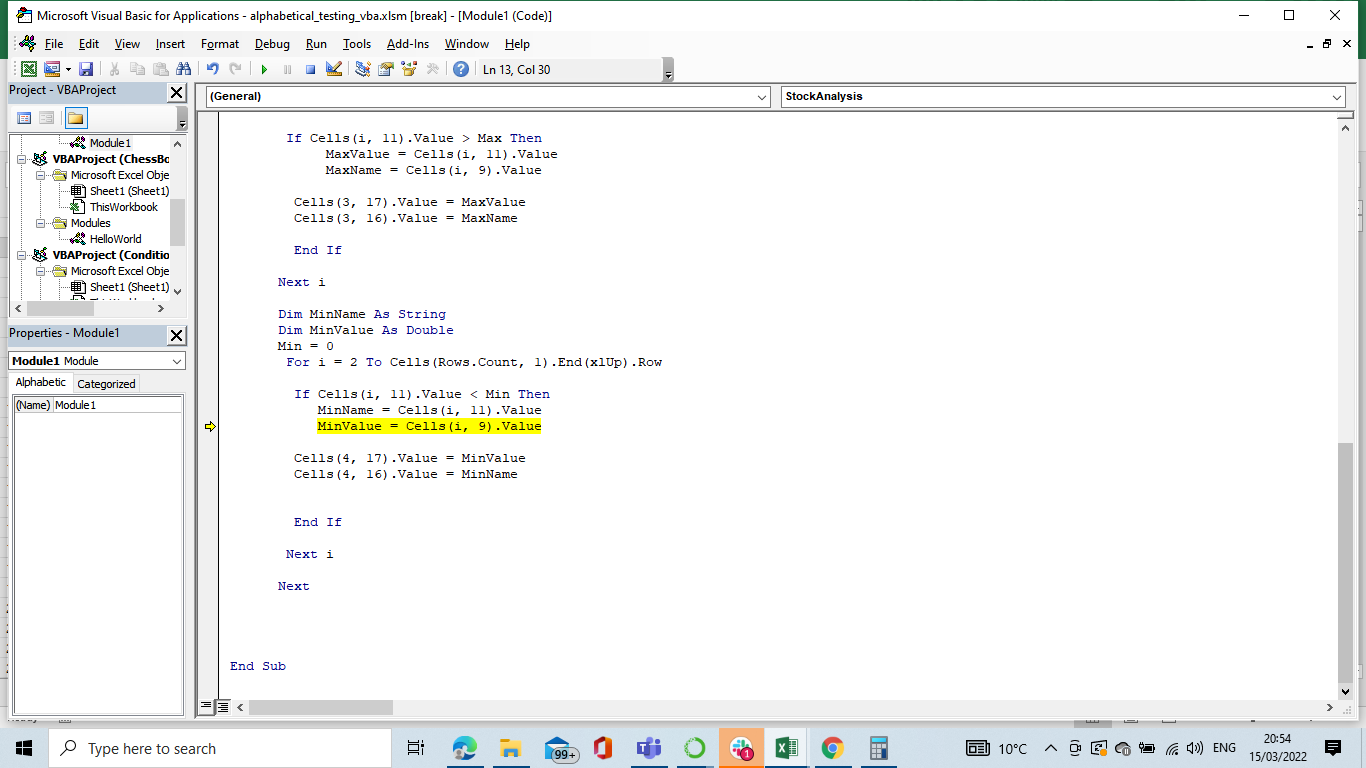 Microsoft Visual Basic for Applications - alphabetical_testing_vba.xlsm [break] - [Module1 (Code)]
File Edit View Insert Format Debug Run Tools Add-Ins Window Help
Ln 13, Col 30
Project - VBAProject
(General)
StockAnalysis
Module1
VBAProject (ChessBo
Microsoft Excel Obje
Sheet1 (Sheet1)
ThisWorkbook
Modules
HelloWorld
VBAProject (Conditio
Microsoft Excel Obje
Sheet1 (Sheet1)
Properties - Module1
Module1 Module
Alphabetic Categorized
(Name) Module1
If Cells(i, 11).Value > Max Then
MaxValue = Cells(i, 11).Value
MaxName = Cells(i, 9).Value
Cells(3, 17).Value = MaxValue
Cells(3, 16).Value = MaxName
End If
Next i
Dim MinName As String
Dim MinValue As Double
Min = 0
For i = 2 To Cells(Rows.Count, 1).End(xlUp).Row
If Cells(i, 11).Value < Min Then
MinName = Cells(i, 11).Value
MinValue = Cells(i, 9).Value
Cells(4, 17).Value = MinValue
Cells(4, 16).Value = MinName
End If
Next i
Next
End Sub
Type here to search
99+
1
10°C
ENG
20:54
15/03/2022